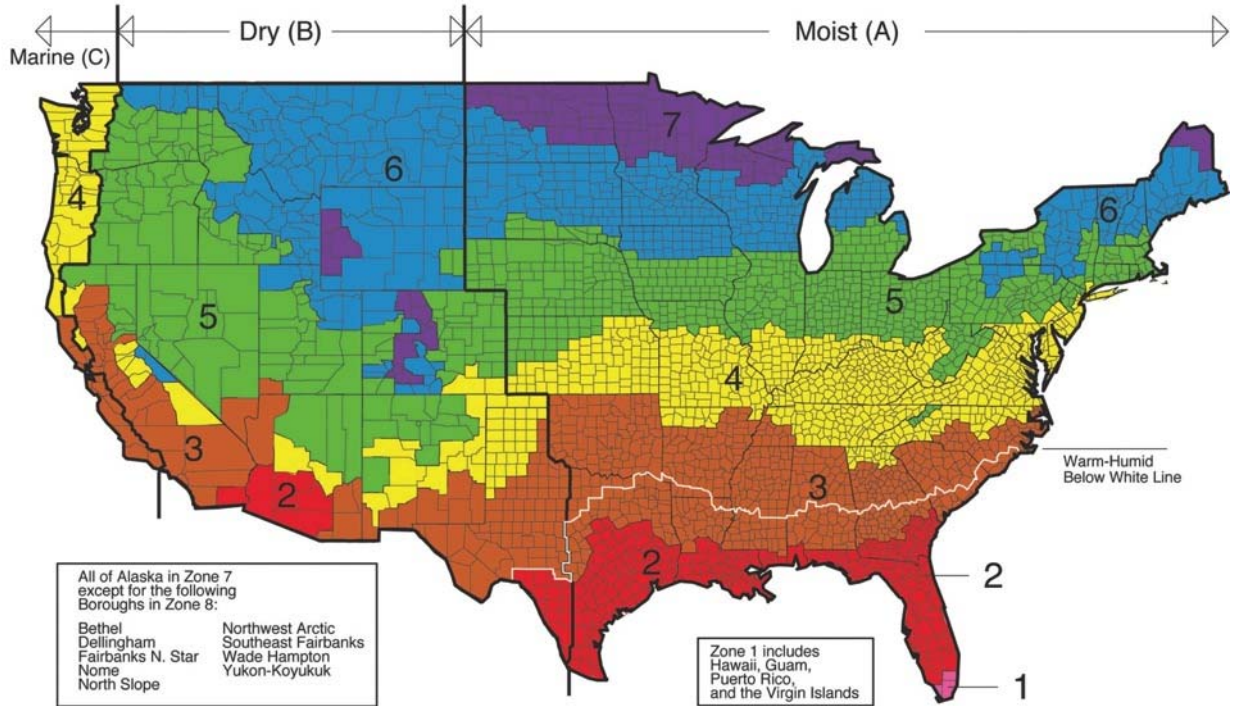 Dry (B)
Moist (A)
Marine (C)
7
6
4
6
5
5
4
3
3
Warm-Humid
Below White Line
2
2
2
All of Alaska in Zone 7
except for the following
Boroughs in Zone 8:
Bethel
Dellingham
Fairbanks N. Star
Nome
North Slope
Northwest Arctic
Southeast Fairbanks
Wade Hampton
Yukon-Koyukuk
Zone 1 includes
Hawaii, Guam,
Puerto Rico,
and the Virgin Islands
1